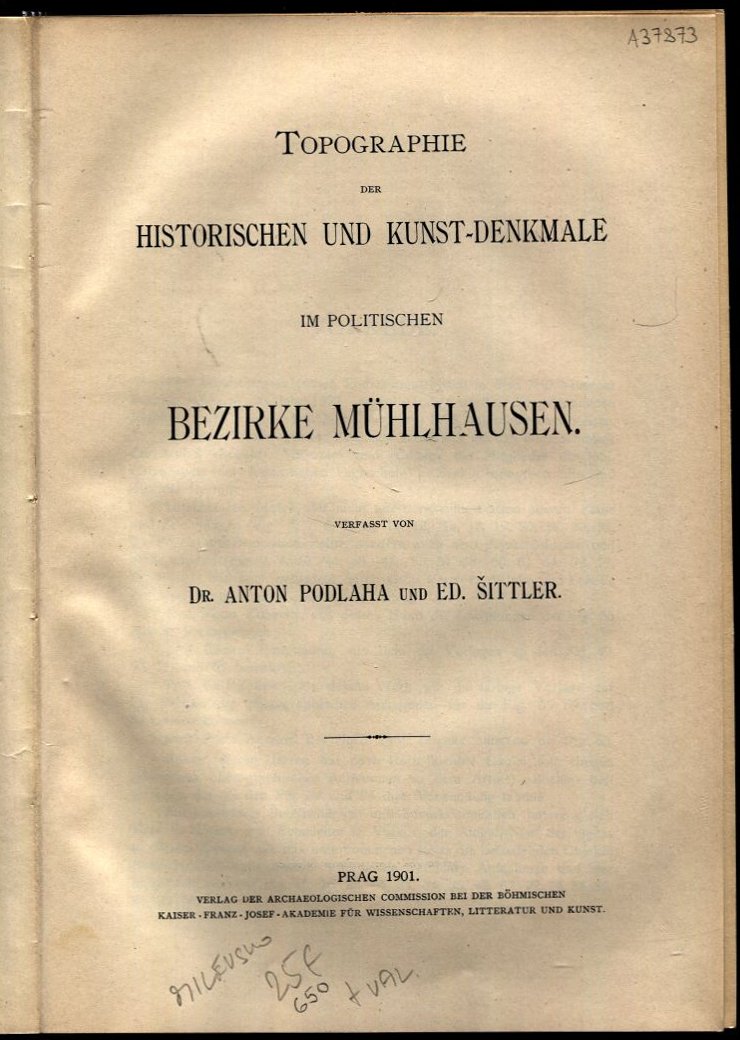 A37873
TOPOGRAPHIE
DER
HISTORISCHEN UND KUNST-DENKMALE
IM POLITISCHEN
BEZIRKE MÜHLHAUSEN.
VERFASST VON
DR. ANTON PODLAHA UND ED. ŠITTLER.
PRAG 1901.
VERLAG DER ARCHAEOLOGISCHEN COMMISSION BEI DER BÖHMISCHEN
KAISER-FRANZ-JOSEF-AKADEMIE FÜR WISSENSCHAFTEN, LITTERATUR UND KUNST.
MILEVSKO
650